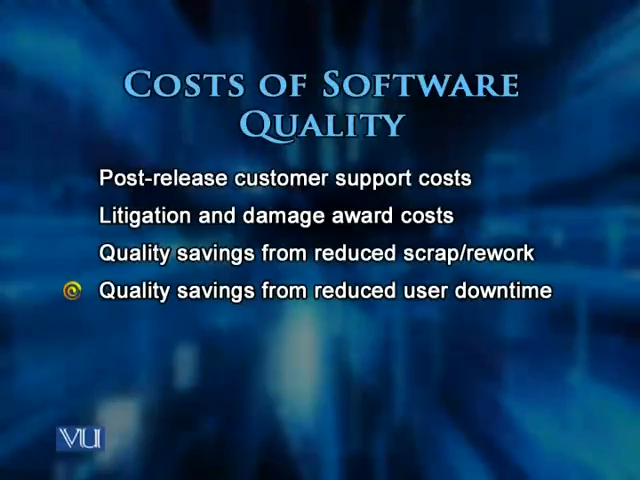 COSTS OF SOFTWARE
QUALITY
Post-release customer support costs
Litigation and damage award costs
Quality savings from reduced scrap/rework
Quality savings from reduced user downtime
VU